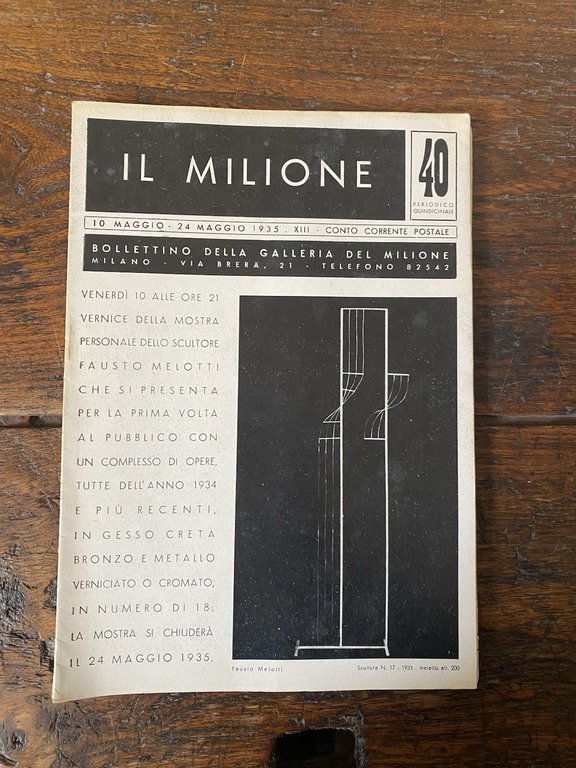 IL MILIONE
40
PERIODICO
QUINDICINALE
10 MAGGIO - 24 MAGGIO 1935 . XIII - CONTO CORRENTE POSTALE
BOLLETTINO DELLA GALLERIA DEL MILIONE
MILANO - VIA BRERA, 21 - TELEFONO 82542
VENERDÌ 10 ALLE ORE 21
VERNICE DELLA MOSTRA
PERSONALE DELLO SCULTORE
FAUSTO MELOTTI
CHE SI PRESENTA
PER LA PRIMA VOLTA
AL PUBBLICO CON
UN COMPLESSO DI OPERE,
TUTTE DELL'ANNO 1934
E PIÙ RECENTI,
IN GESSO CRETA
BRONZO E METALLO
VERNICIATO O CROMATO,
IN NUMERO DI 18.
LA MOSTRA SI CHIUDERÀ
IL 24 MAGGIO 1935.
Fausto Melotti
Scultura N. 17 . 1935 . metallo alt. 200